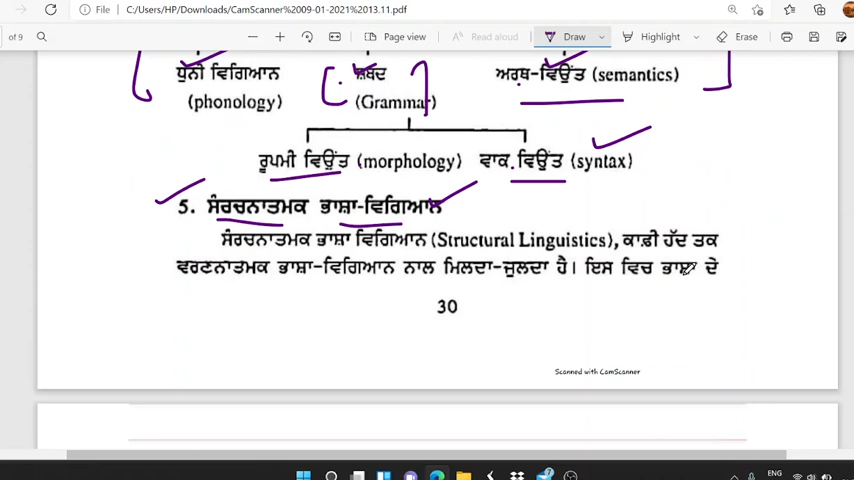 File | C:/Users/HP/Downloads/CamScanner%2009-01-2021%2013.11.pdf
of 9 Page view Read aloud Draw Highlight Erase
ਧੁਨੀ ਵਿਗਿਆਨ ਸ਼ਬਦ ਅਰਥ-ਵਿਉਂਤ (semantics)
(phonology) (Grammar)
ਰੂਪਮੀ ਵਿਉਂਤ (morphology) ਵਾਕ ਵਿਉਂਤ (syntax)
5. ਸੰਰਚਨਾਤਮਕ ਭਾਸ਼ਾ-ਵਿਗਿਆਨ
ਸੰਰਚਨਾਤਮਕ ਭਾਸ਼ਾ ਵਿਗਿਆਨ (Structural Linguistics), ਕਾਫ਼ੀ ਹੱਦ ਤਕ
ਵਰਣਨਾਤਮਕ ਭਾਸ਼ਾ-ਵਿਗਿਆਨ ਨਾਲ ਮਿਲਦਾ-ਜੁਲਦਾ ਹੈ। ਇਸ ਵਿਚ ਭਾਸ਼ਾ ਦੇ
30
Scanned with CamScanner
ENG